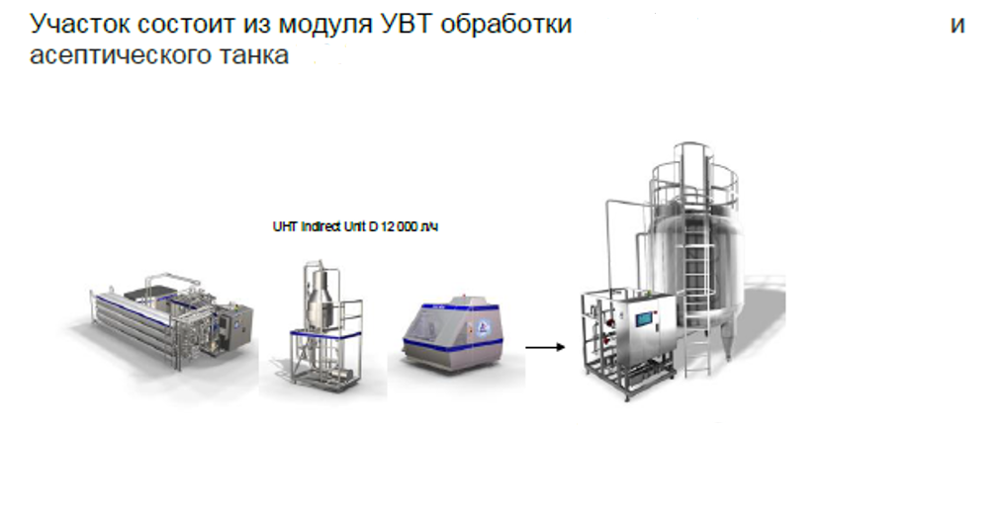 Участок состоит из модуля УВТ обработки и
асептического танка
UHT Indirect Unit D 12 000 л/ч